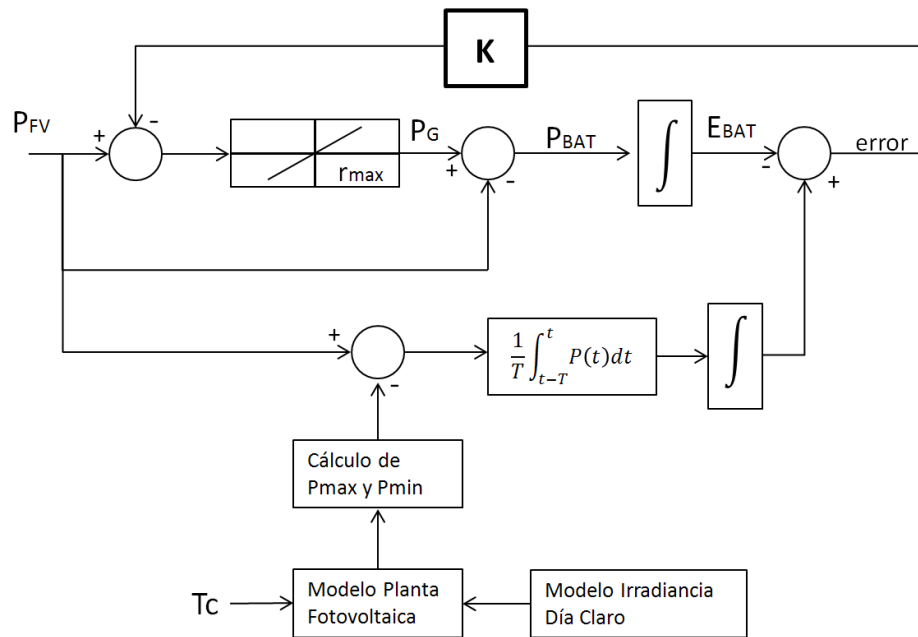 K
PFV
+
-
rmax
PG
+
-
PBAT
∫
EBAT
-
+
error
+
-
1/T ∫t-T^t P(t)dt
∫
Cálculo de
Pmax y Pmin
Tc
Modelo Planta
Fotovoltaica
Modelo Irradiancia
Día Claro